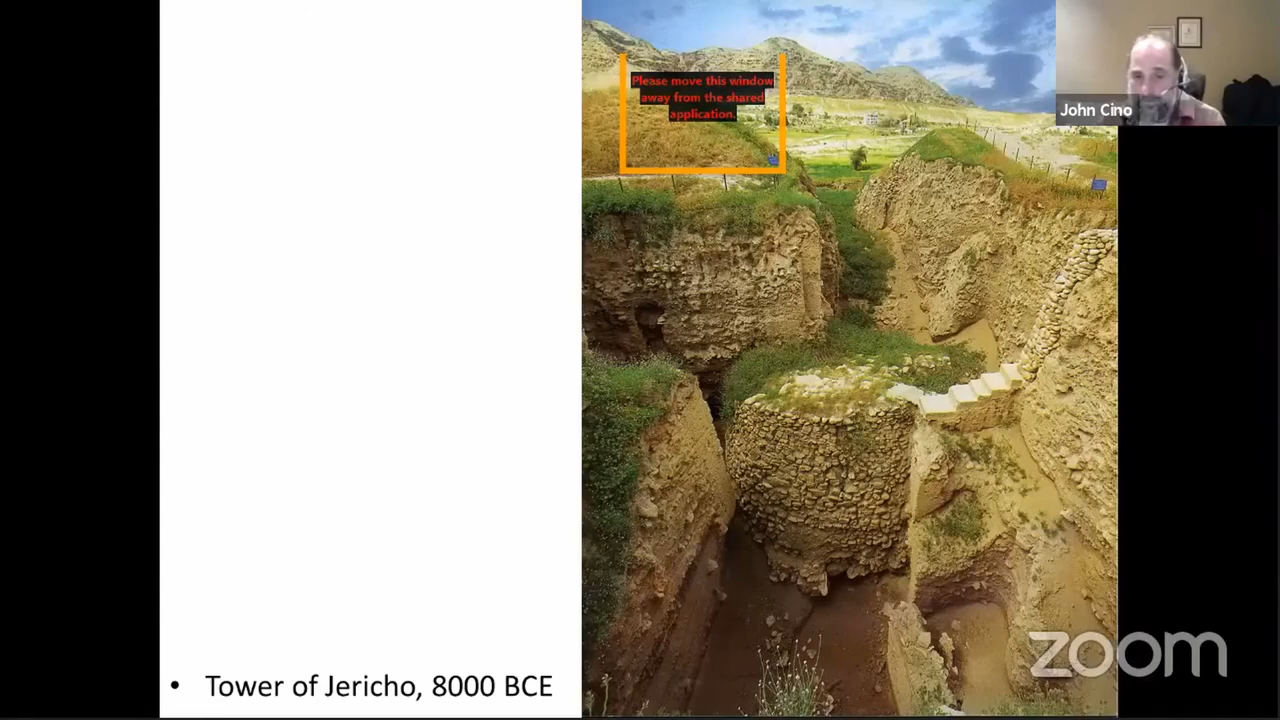 Please move this window
away from the shared
application.
John Cino
• Tower of Jericho, 8000 BCE
zoom